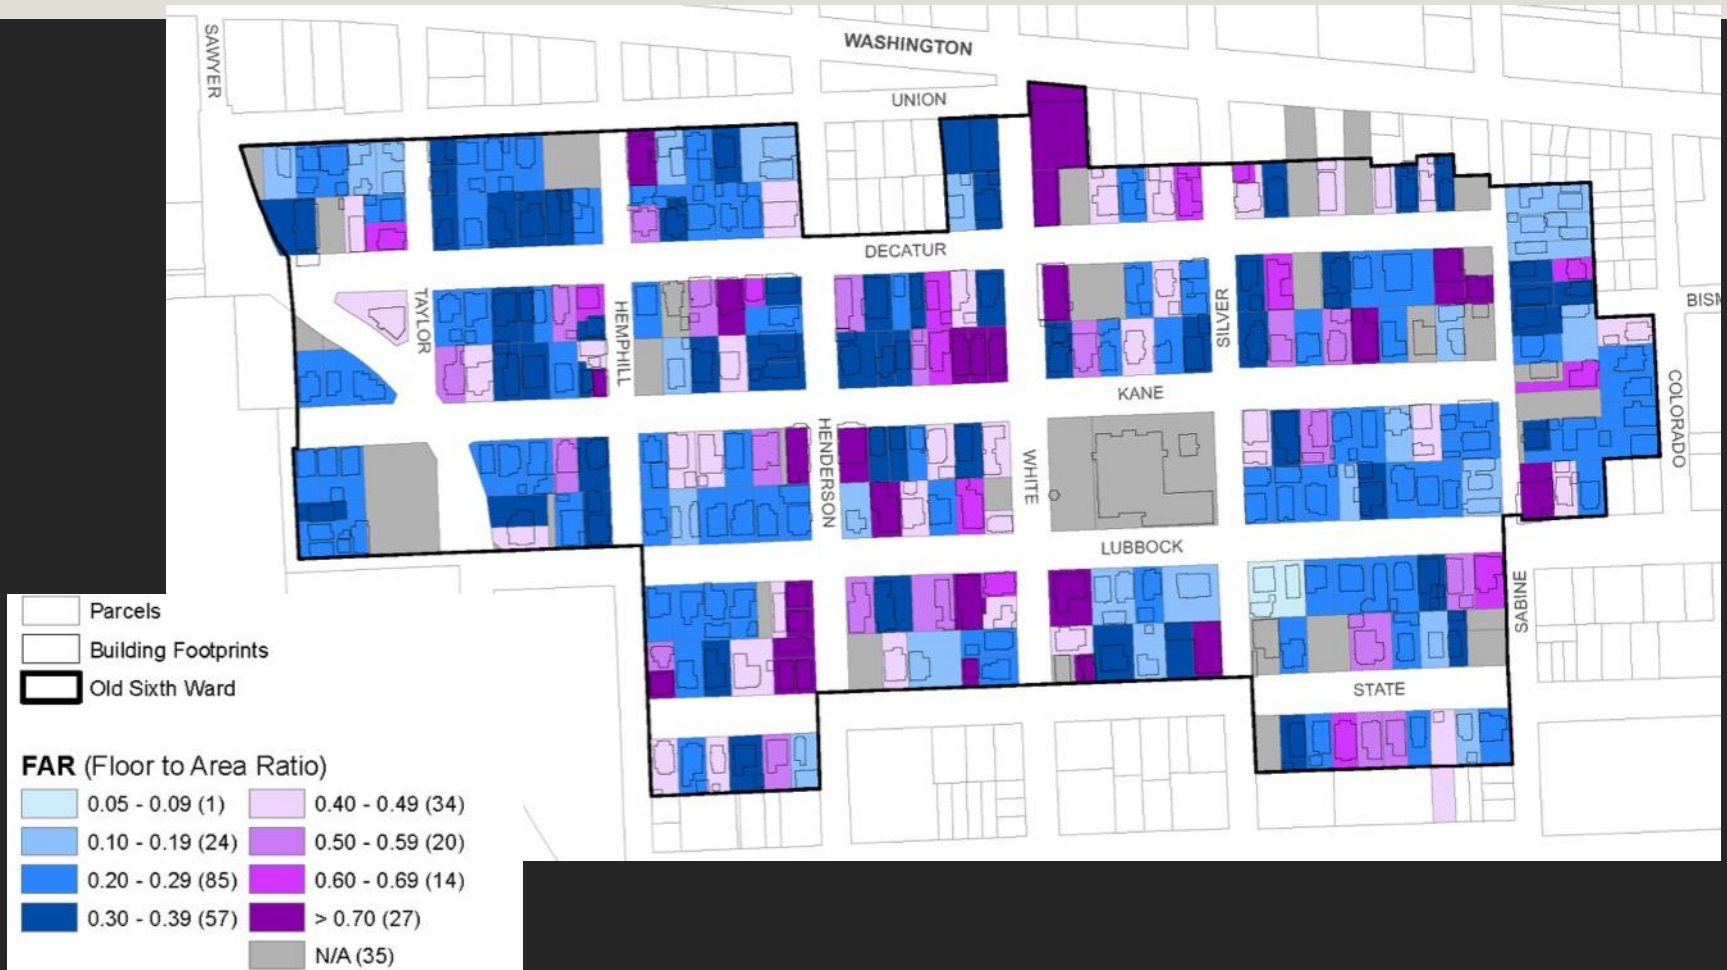 SAWYER
WASHINGTON
UNION
DECATUR
TAYLOR
HEMPHILL
SILVER
BISM
KANE
COLORADO
HENDERSON
WHITE
LUBBOCK
SABINE
STATE
Parcels
Building Footprints
Old Sixth Ward
FAR (Floor to Area Ratio)
0.05 - 0.09 (1)
0.10 - 0.19 (24)
0.20 - 0.29 (85)
0.30 - 0.39 (57)
0.40 - 0.49 (34)
0.50 - 0.59 (20)
0.60 - 0.69 (14)
> 0.70 (27)
N/A (35)